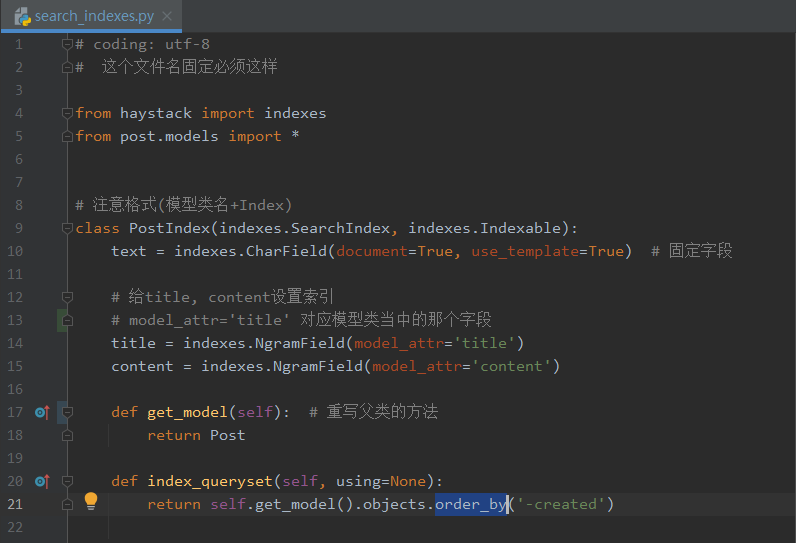 search_indexes.py
1 # coding: utf-8
2 #  这个文件名固定必须这样
3
4 from haystack import indexes
5 from post.models import *
6
7
8 # 注意格式(模型类名+Index)
9 class PostIndex(indexes.SearchIndex, indexes.Indexable):
10     text = indexes.CharField(document=True, use_template=True)  # 固定字段
11
12     # 给title, content设置索引
13     # model_attr='title' 对应模型类当中的那个字段
14     title = indexes.NgramField(model_attr='title')
15     content = indexes.NgramField(model_attr='content')
16
17     def get_model(self):  # 重写父类的方法
18         return Post
19
20     def index_queryset(self, using=None):
21         return self.get_model().objects.order_by('-created')
22